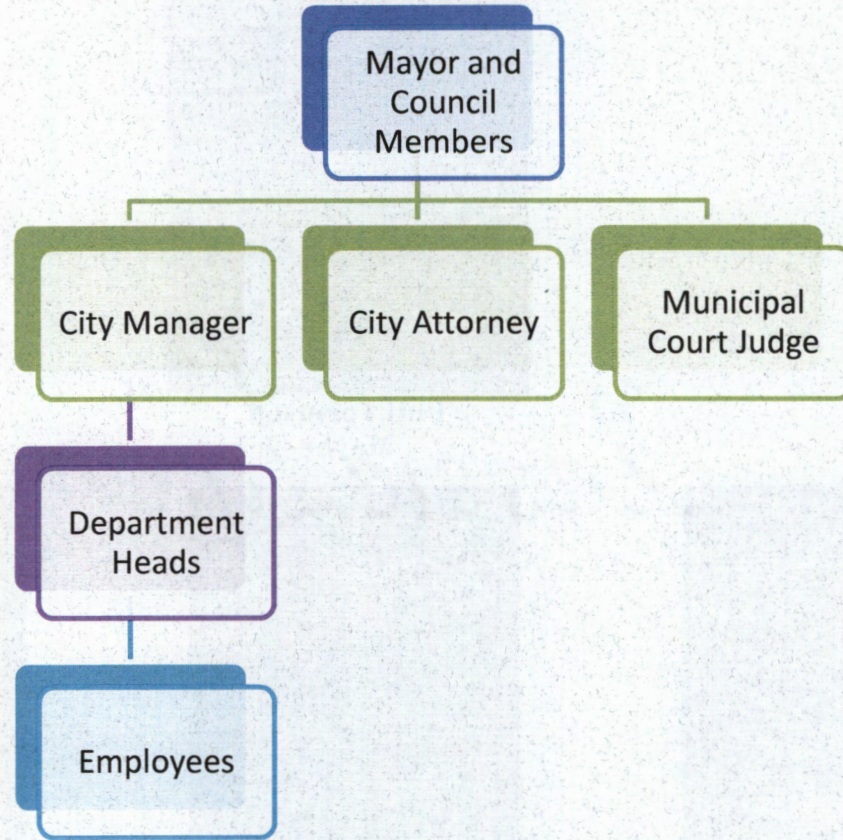 Mayor and
Council
Members
City Manager
City Attorney
Municipal
Court Judge
Department
Heads
Employees